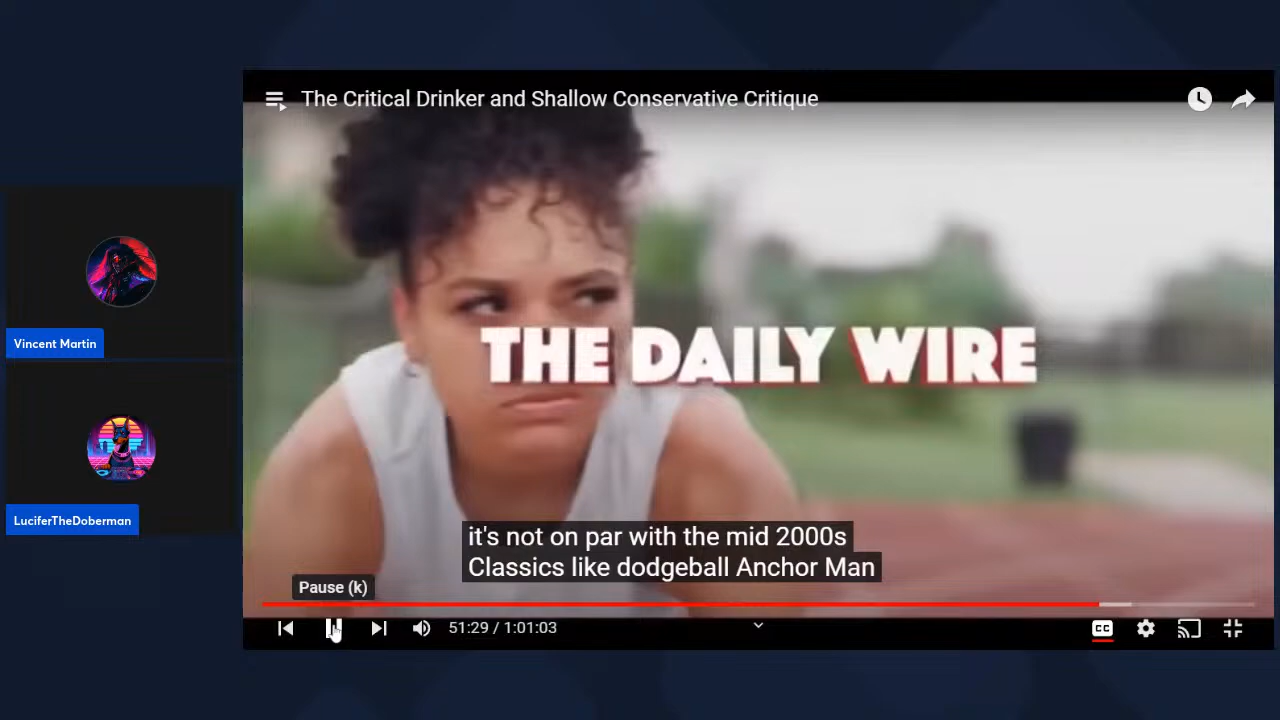 The Critical Drinker and Shallow Conservative Critique
THE DAILY WIRE
Vincent Martin
LuciferTheDoberman
it's not on par with the mid 2000s
Classics like dodgeball Anchor Man
Pause (k)
51:29 / 1:01:03
CC